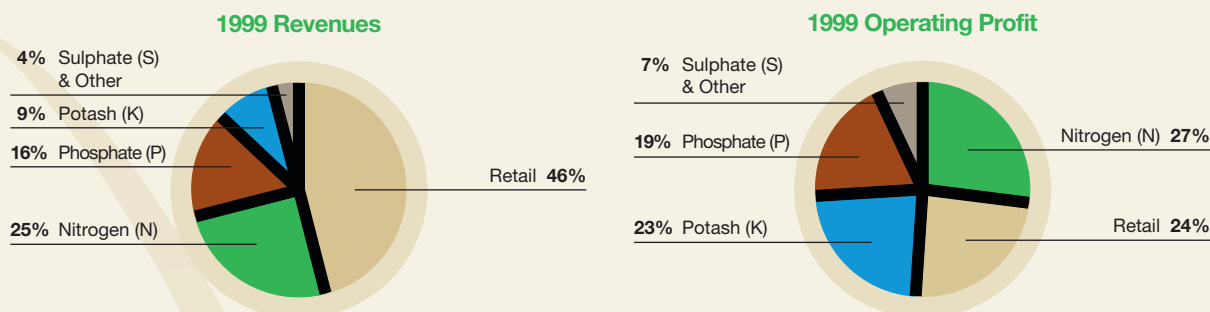 1999 Revenues
4% Sulphate (S)
& Other
9% Potash (K)
16% Phosphate (P)
25% Nitrogen (N)
Retail 46%
1999 Operating Profit
7% Sulphate (S)
& Other
19% Phosphate (P)
23% Potash (K)
Nitrogen (N) 27%
Retail 24%